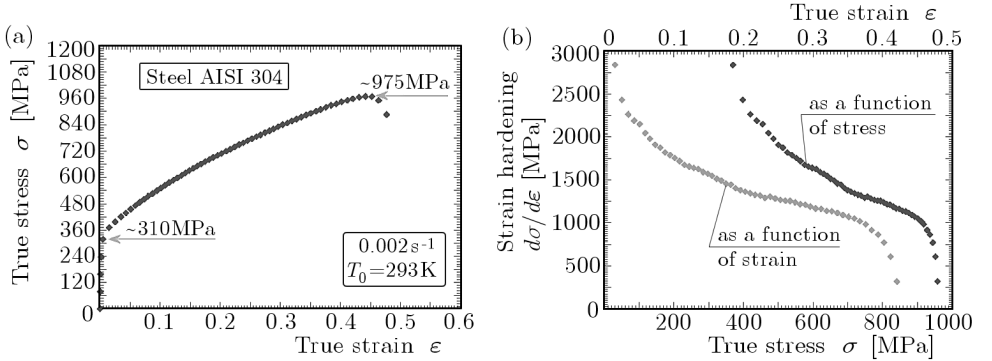 (a)
1200
1080
960
840
720
600
480
360
240
120
0
True stress σ [MPa]
Steel AISI 304
~975MPa
~310MPa
0.002 s-1
T0=293K
0.1 0.2 0.3 0.4 0.5 0.6
True strain ε
(b)
True strain ε
0 0.1 0.2 0.3 0.4 0.5
3000
2500
2000
1500
1000
500
0
Strain hardening
dσ/dε [MPa]
as a function
of stress
as a function
of strain
200 400 600 800 1000
True stress σ [MPa]